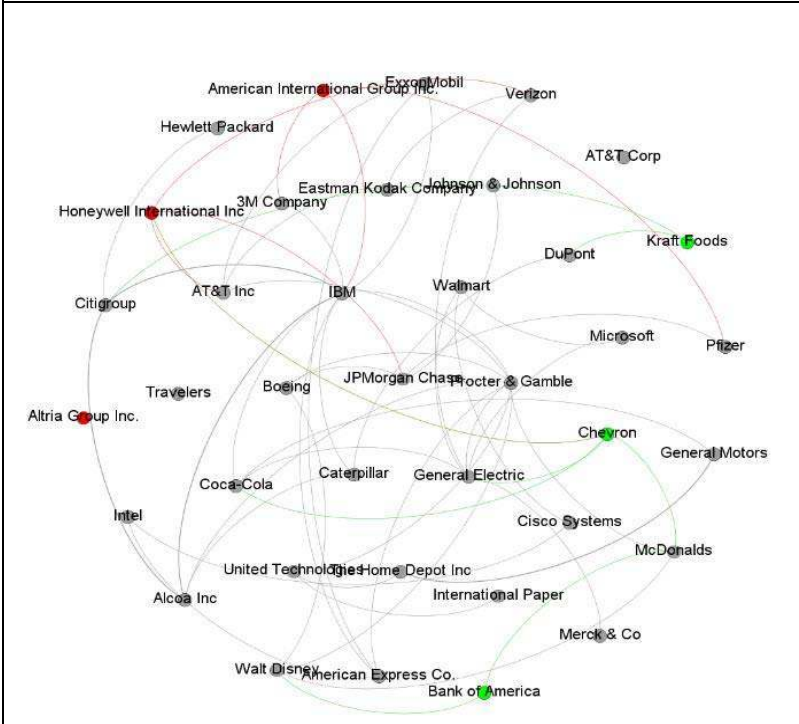 ExxonMobil
American International Group Inc.
Verizon
Hewlett Packard
AT&T Corp
Eastman Kodak Company
Johnson & Johnson
3M Company
Honeywell International Inc
Kraft Foods
DuPont
Walmart
AT&T Inc
IBM
Citigroup
Microsoft
Pfizer
JPMorgan Chase
Procter & Gamble
Boeing
Travelers
Altria Group Inc.
Chevron
General Motors
Caterpillar
General Electric
Coca-Cola
Intel
Cisco Systems
McDonalds
United Technologies
The Home Depot Inc
International Paper
Alcoa Inc
Merck & Co
Walt Disney
American Express Co.
Bank of America